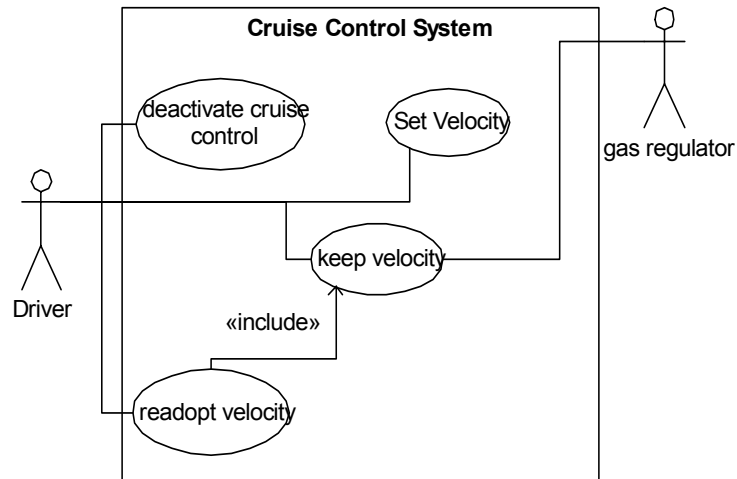 Cruise Control System
deactivate cruise
control
Set Velocity
gas regulator
keep velocity
Driver
«include»
readopt velocity